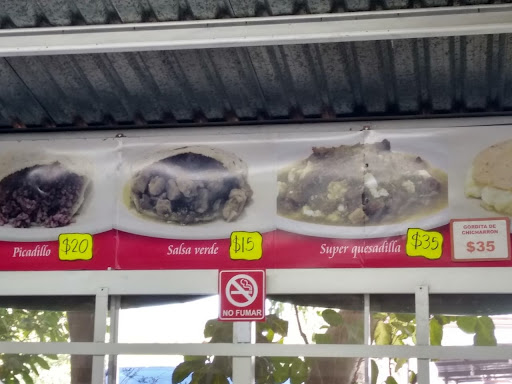 Picadillo $20
Salsa verde $15
Super quesadilla $35
GORDITA DE
CHICHARRON
$35
NO FUMAR